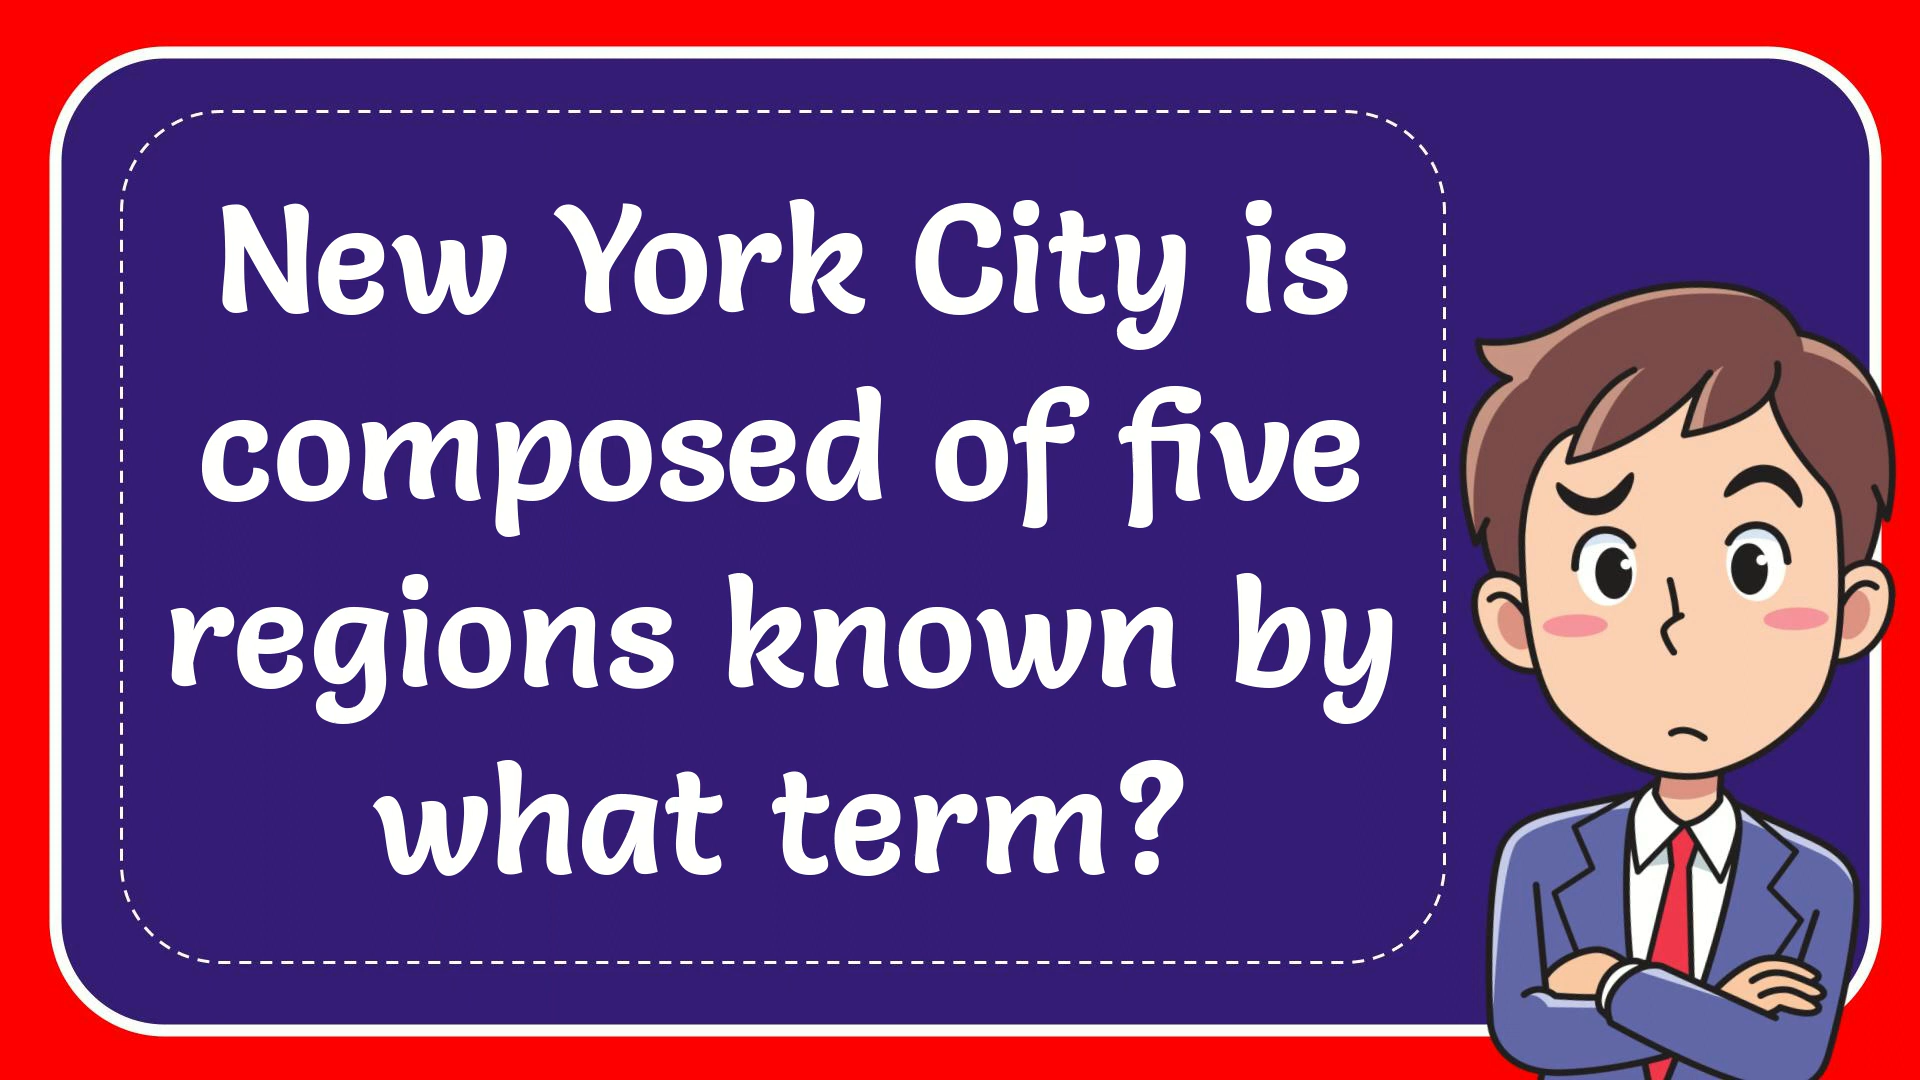 New York City is
composed of five
regions known by
what term?